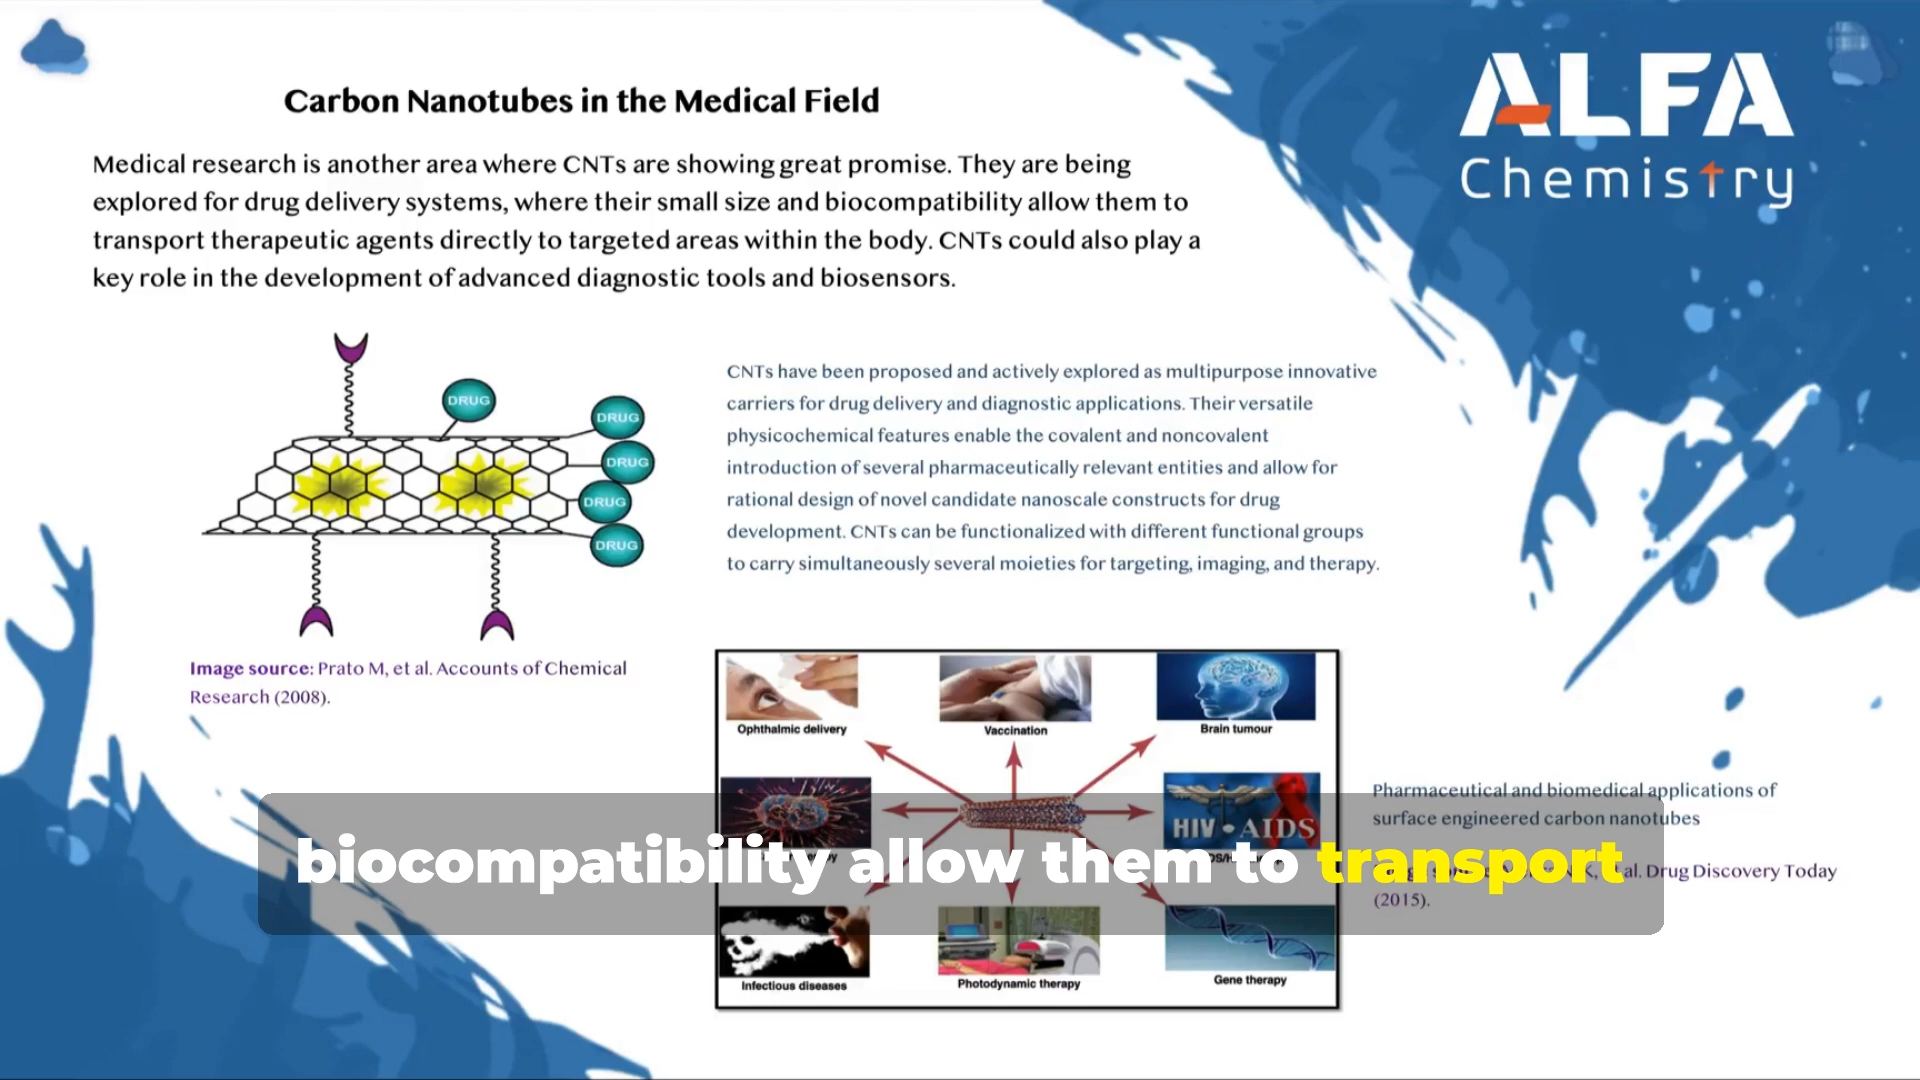 ALFA
Chemistry
Carbon Nanotubes in the Medical Field
Medical research is another area where CNTs are showing great promise. They are being
explored for drug delivery systems, where their small size and biocompatibility allow them to
transport therapeutic agents directly to targeted areas within the body. CNTs could also play a
key role in the development of advanced diagnostic tools and biosensors.
DRUG
DRUG
DRUG
DRUG
DRUG
Image source: Prato M, et al. Accounts of Chemical
Research (2008).
CNTs have been proposed and actively explored as multipurpose innovative
carriers for drug delivery and diagnostic applications. Their versatile
physicochemical features enable the covalent and noncovalent
introduction of several pharmaceutically relevant entities and allow for
rational design of novel candidate nanoscale constructs for drug
development. CNTs can be functionalized with different functional groups
to carry simultaneously several moieties for targeting, imaging, and therapy.
Ophthalmic delivery
Vaccination
Brain tumour
HIV • AIDS
Infectious diseases
Photodynamic therapy
Gene therapy
Pharmaceutical and biomedical applications of
surface engineered carbon nanotubes
al. Drug Discovery Today
(2015).
biocompatibility allow them to transport